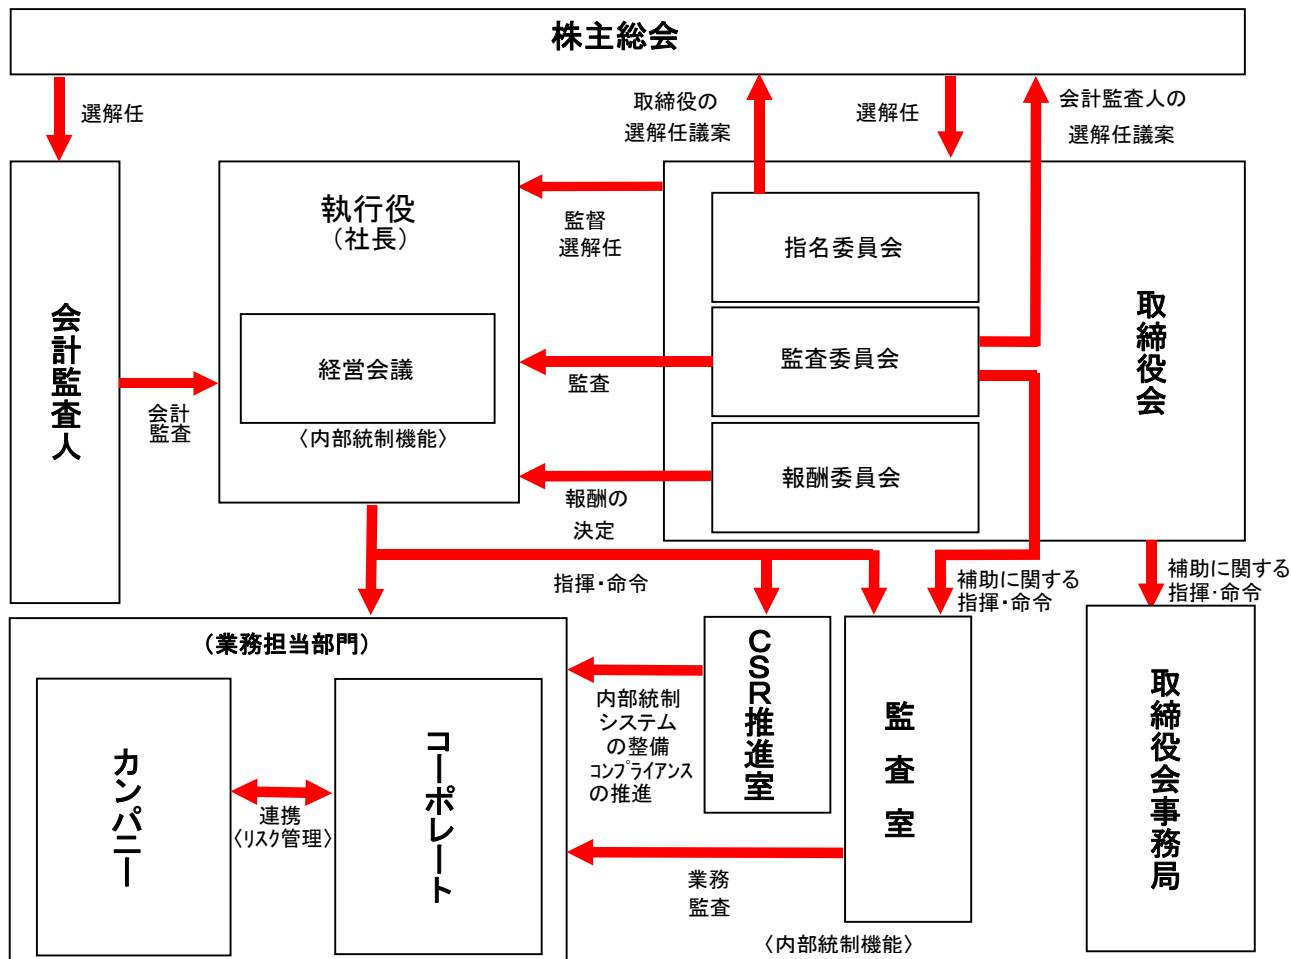 株主総会
選解任
取締役の
選解任議案
選解任
会計監査人の
選解任議案
会計監査人
会計
監査
執行役
（社長）
経営会議
〈内部統制機能〉
監督
選解任
監査
報酬の
決定
指名委員会
監査委員会
報酬委員会
取締役会
指揮・命令
補助に関する
指揮・命令
補助に関する
指揮・命令
（業務担当部門）
カンパニー
連携
〈リスク管理〉
コーポレート
内部統制
システム
の整備
コンプライアンス
の推進
CSR推進室
業務
監査
監査室
〈内部統制機能〉
取締役会事務局